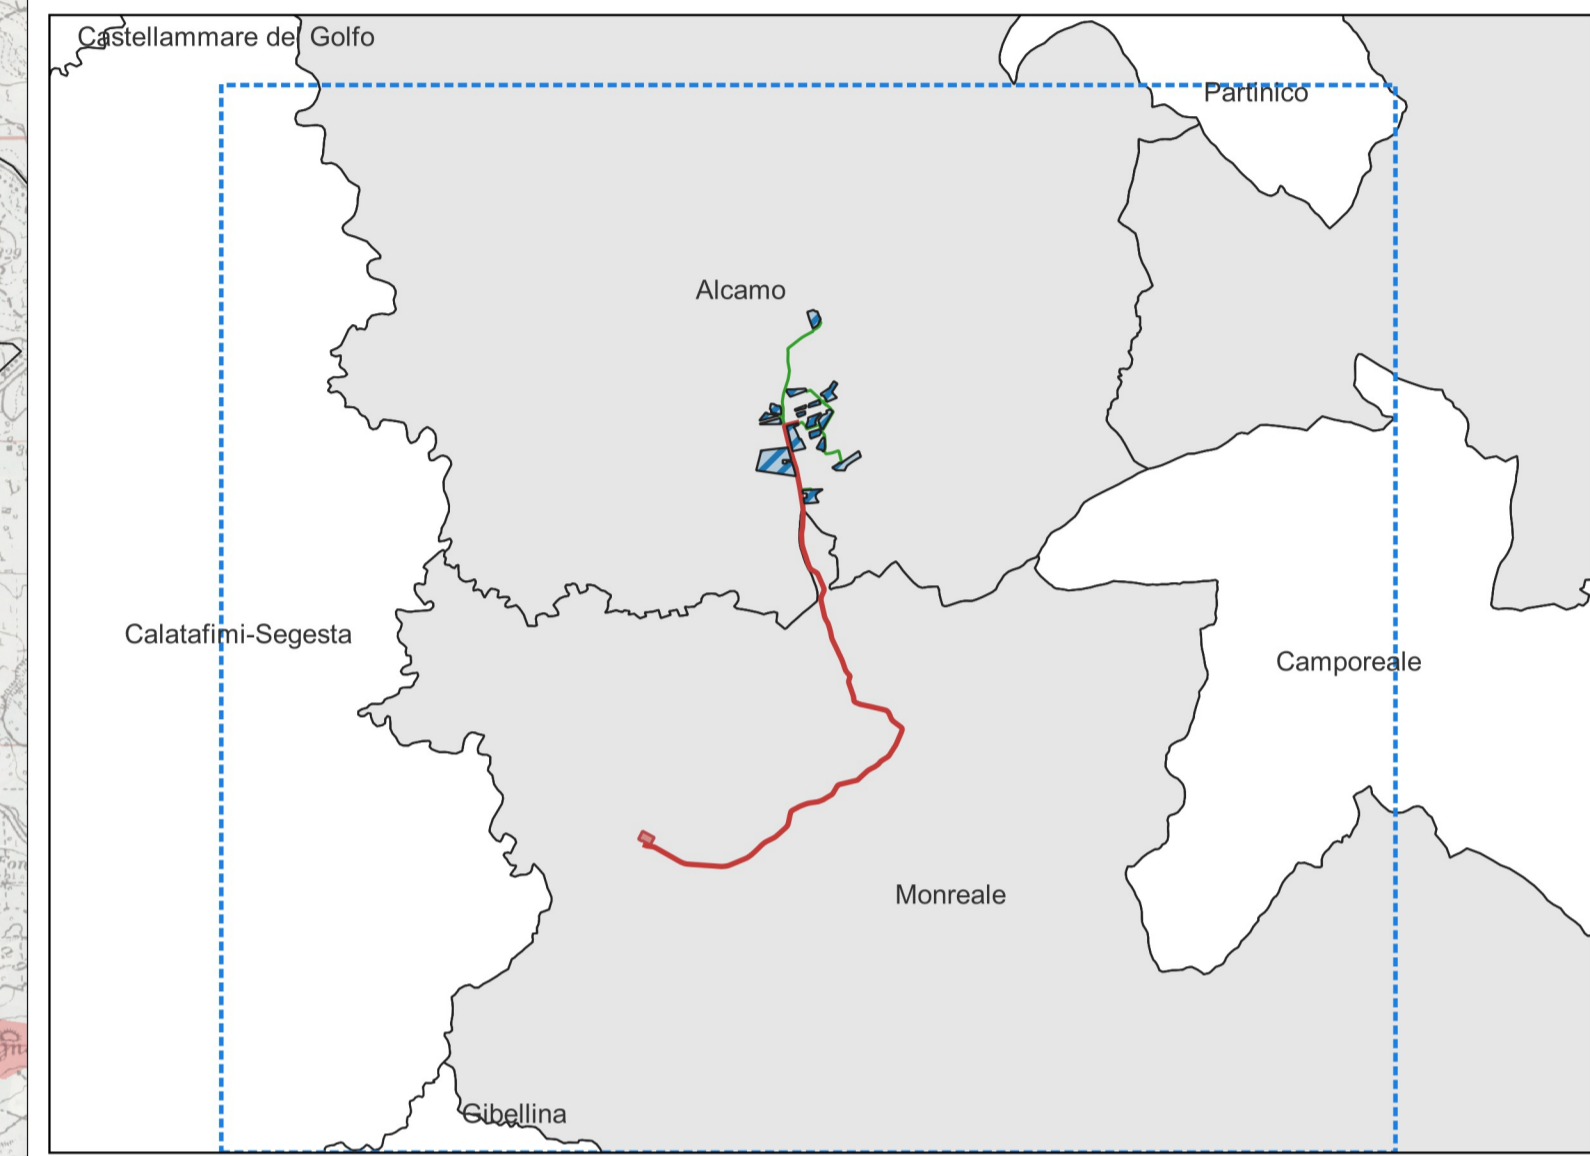 Castellammare del Golfo
Partinico
Alcamo
Calatafimi-Segesta
Camporeale
Monreale
Gibellina